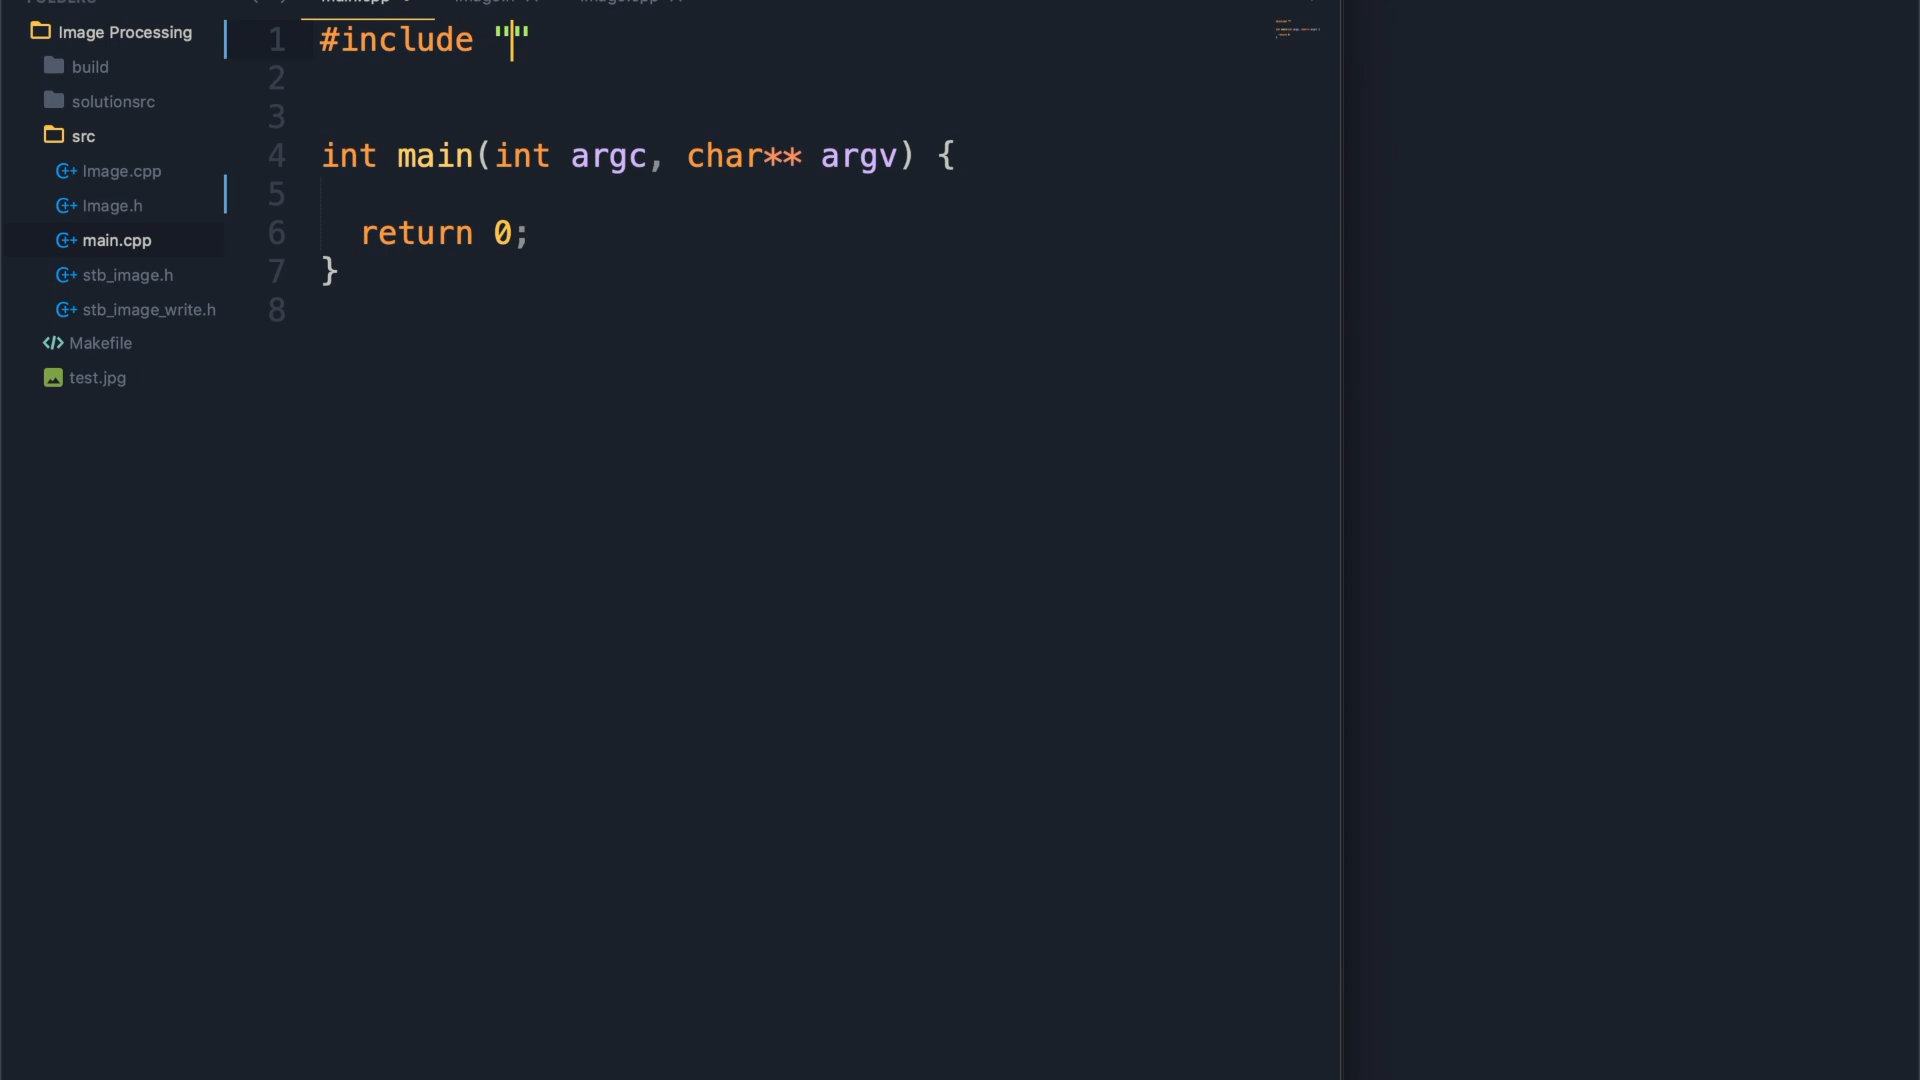 Image Processing
build
solutionsrc
src
Image.cpp
Image.h
main.cpp
stb_image.h
stb_image_write.h
Makefile
test.jpg
1 #include ""
2
3
4 int main(int argc, char** argv) {
5
6 return 0;
7 }
8